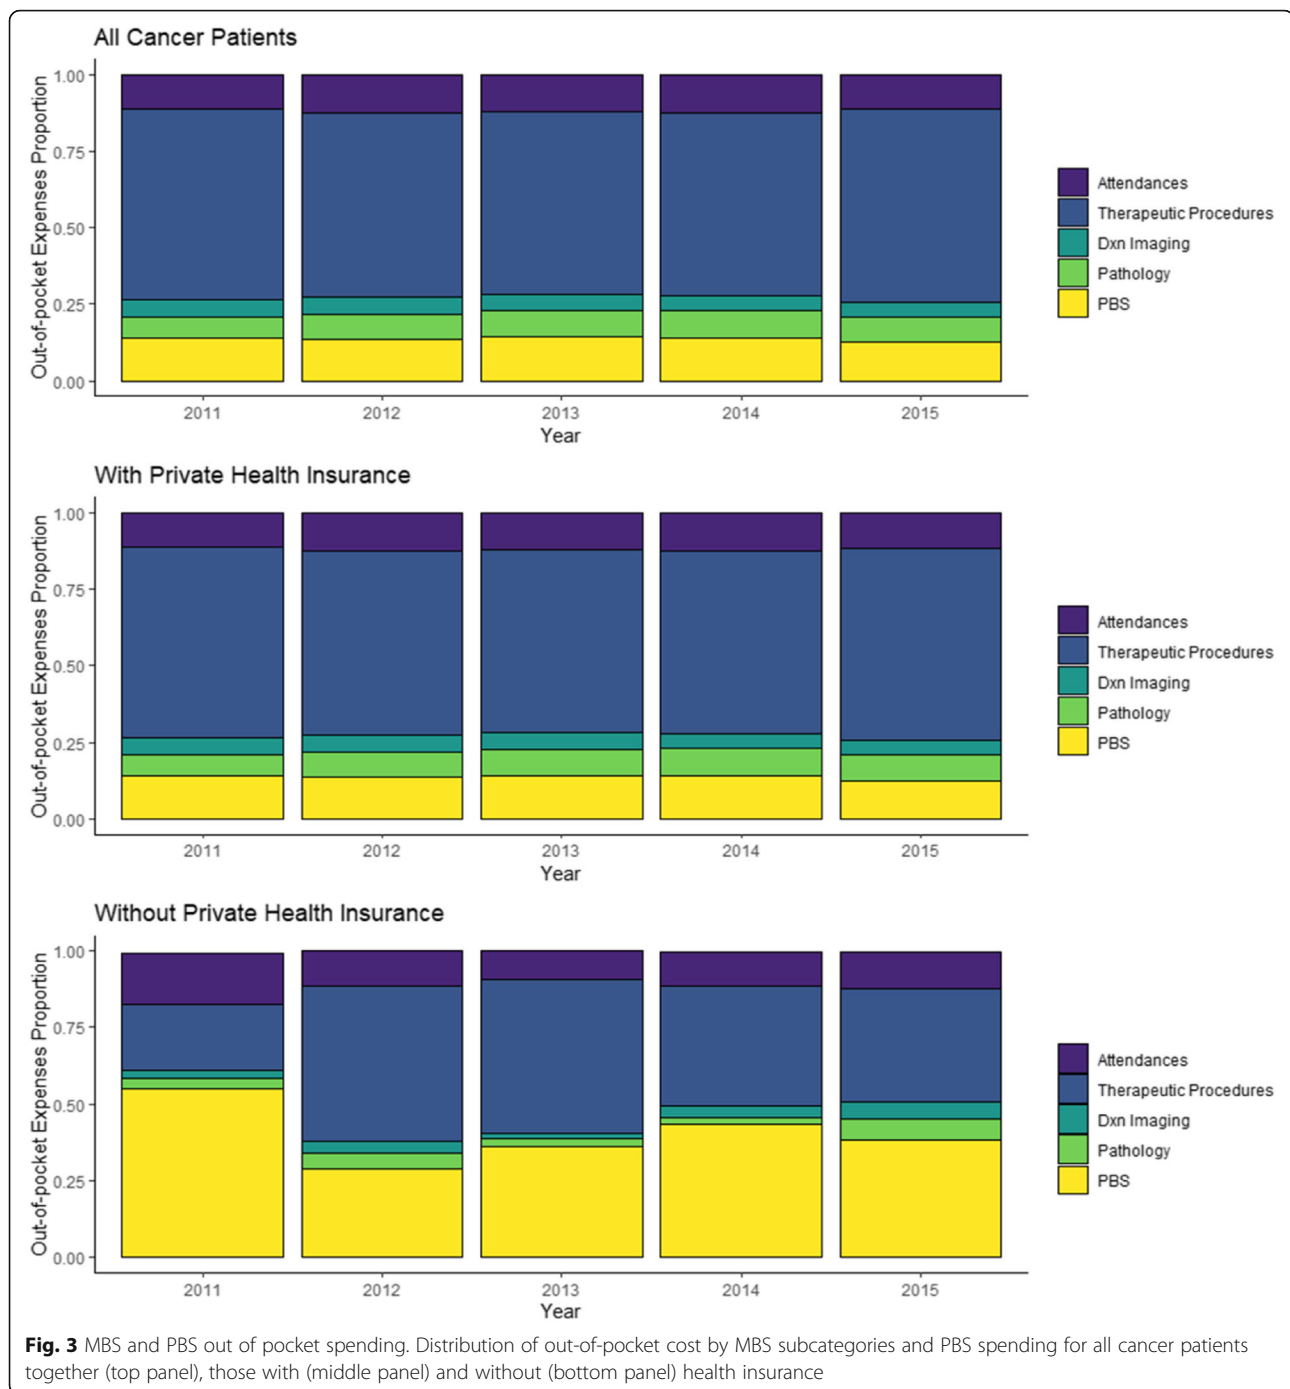 All Cancer Patients
Out-of-pocket Expenses Proportion
1.00
0.75
0.50
0.25
0.00
2011 2012 2013 2014 2015
Year
Attendances
Therapeutic Procedures
Dxn Imaging
Pathology
PBS
With Private Health Insurance
Out-of-pocket Expenses Proportion
1.00
0.75
0.50
0.25
0.00
2011 2012 2013 2014 2015
Year
Attendances
Therapeutic Procedures
Dxn Imaging
Pathology
PBS
Without Private Health Insurance
Out-of-pocket Expenses Proportion
1.00
0.75
0.50
0.25
0.00
2011 2012 2013 2014 2015
Year
Attendances
Therapeutic Procedures
Dxn Imaging
Pathology
PBS
Fig. 3 MBS and PBS out of pocket spending. Distribution of out-of-pocket cost by MBS subcategories and PBS spending for all cancer patients
together (top panel), those with (middle panel) and without (bottom panel) health insurance